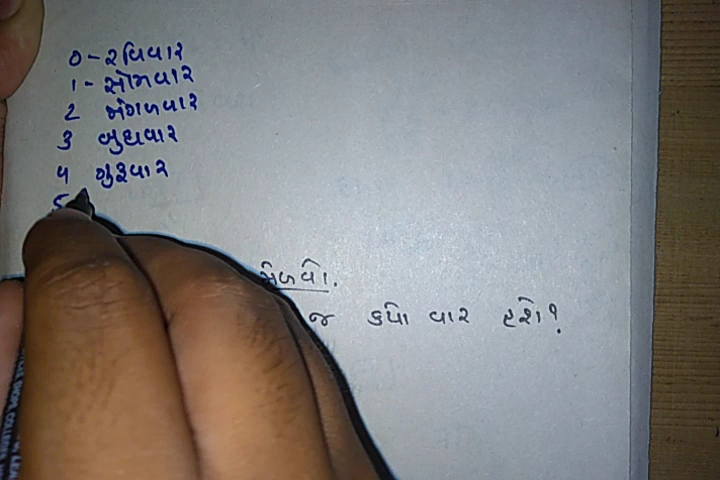 0 - રવિવાર
1 - સોમવાર
2 મંગળવાર
3 બુધવાર
4 ગુરૂવાર
5
મેળવો.
જ કયો વાર હશે?